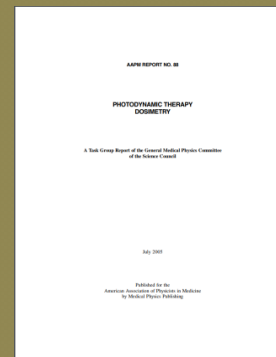 AAPM REPORT NO. 88
PHOTODYNAMIC THERAPY
DOSIMETRY
A Task Group Report of the General Medical Physics Committee
of the Science Council
July 2005
Published for the
American Association of Physicists in Medicine
by Medical Physics Publishing